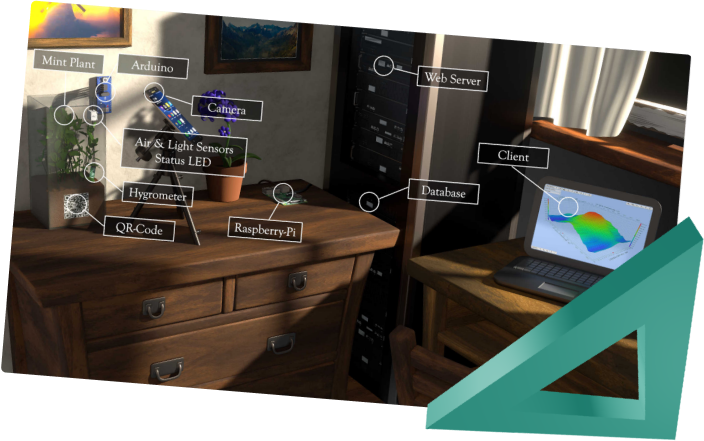 Mint Plant
Arduino
Camera
Web Server
Air & Light Sensors
Status LED
Client
Hygrometer
Database
QR-Code
Raspberry-Pi